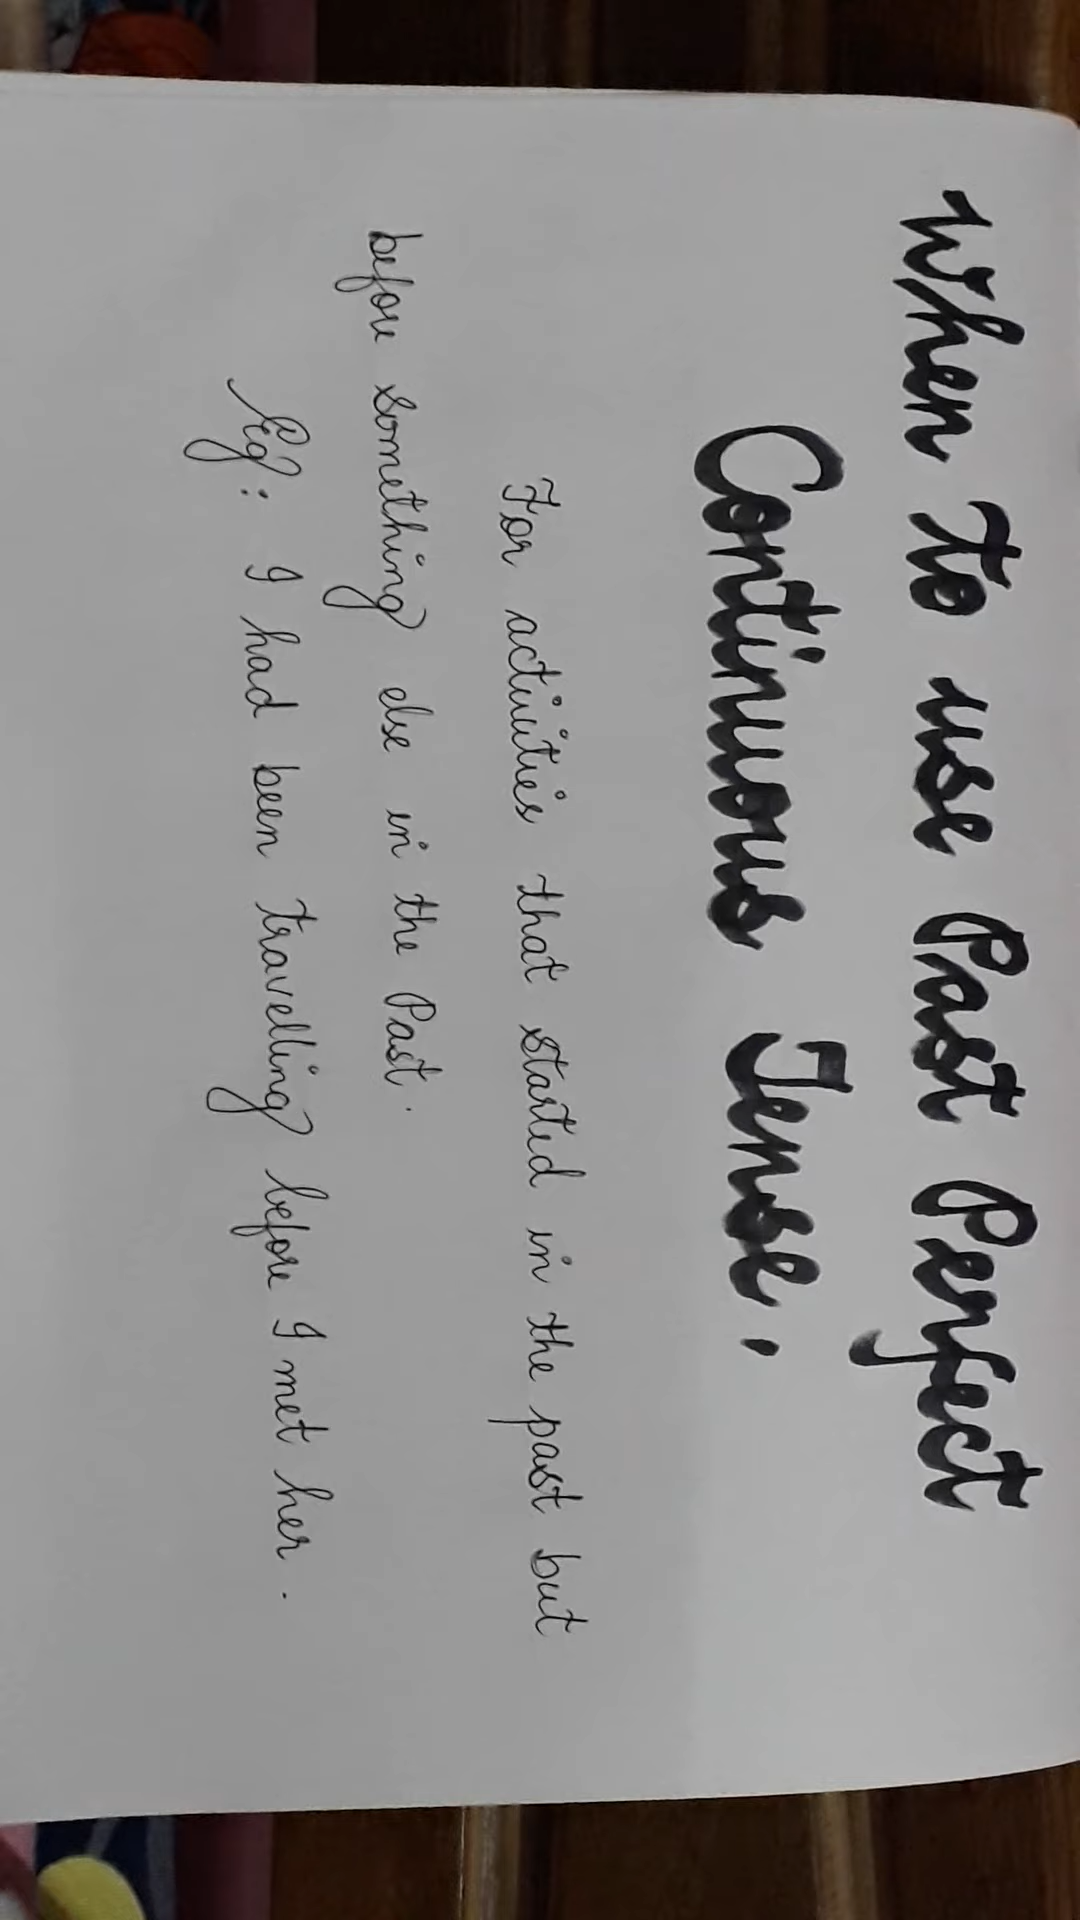 When To use Past Perfect
Continuous Tense.
For activities that started in the past but
before something else in the Past.
Eg: I had been travelling before I met her.